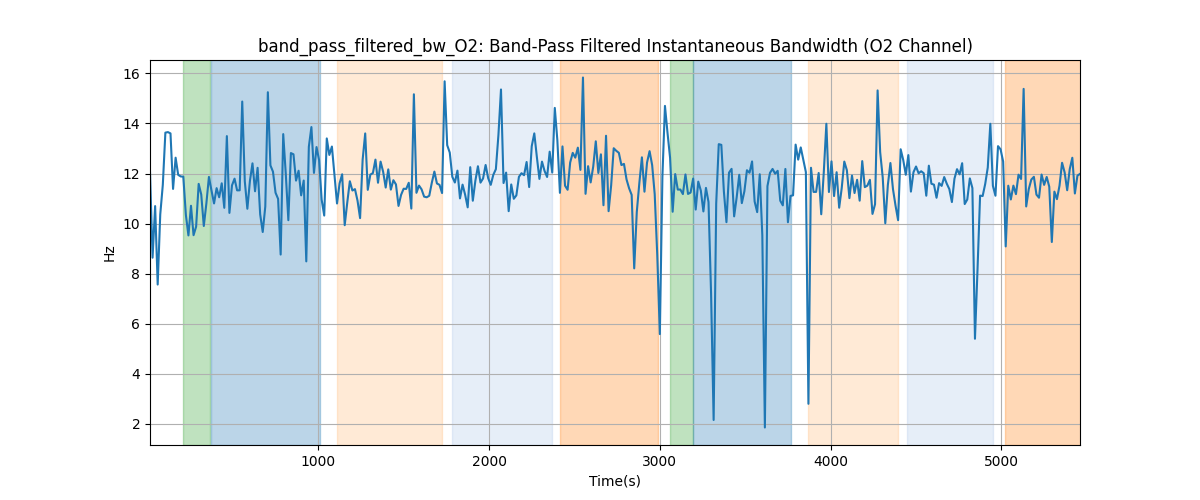 band_pass_filtered_bw_O2: Band-Pass Filtered Instantaneous Bandwidth (O2 Channel)
16
14
12
10
8
6
4
2
Hz
1000 2000 3000 4000 5000
Time(s)